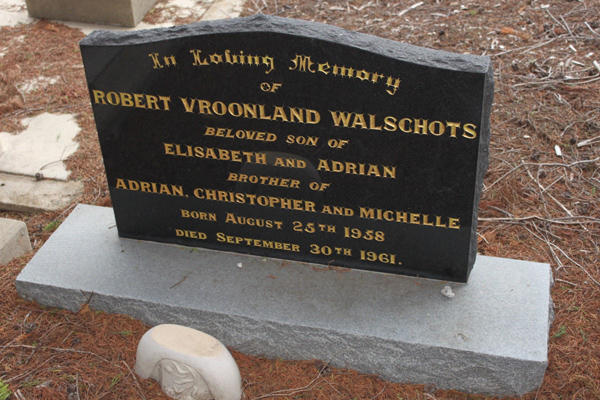 In Loving Memory
OF
ROBERT VROONLAND WALSCHOTS
BELOVED SON OF
ELISABETH AND ADRIAN
BROTHER OF
ADRIAN, CHRISTOPHER AND MICHELLE
BORN AUGUST 25TH 1958
DIED SEPTEMBER 30TH 1961.